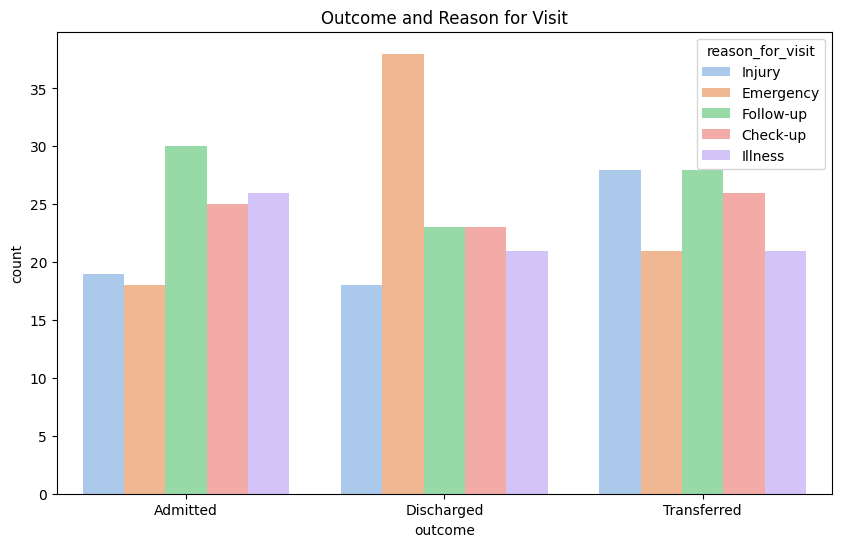 Outcome and Reason for Visit
reason_for_visit
Injury
Emergency
Follow-up
Check-up
Illness
count
35
30
25
20
15
10
5
0
Admitted
Discharged
Transferred
outcome